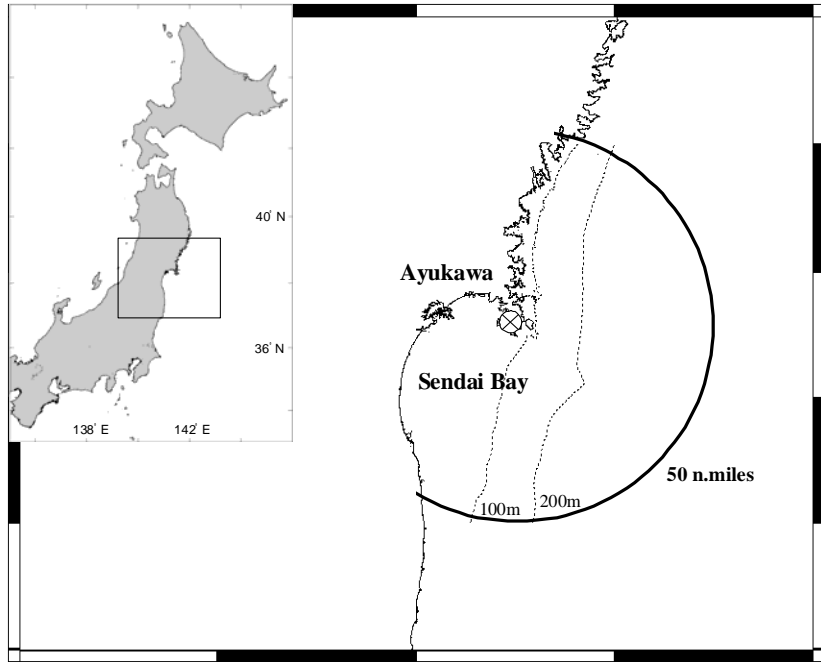 40° N
Ayukawa
36° N
Sendai Bay
138° E
142° E
50 n.miles
100m
200m